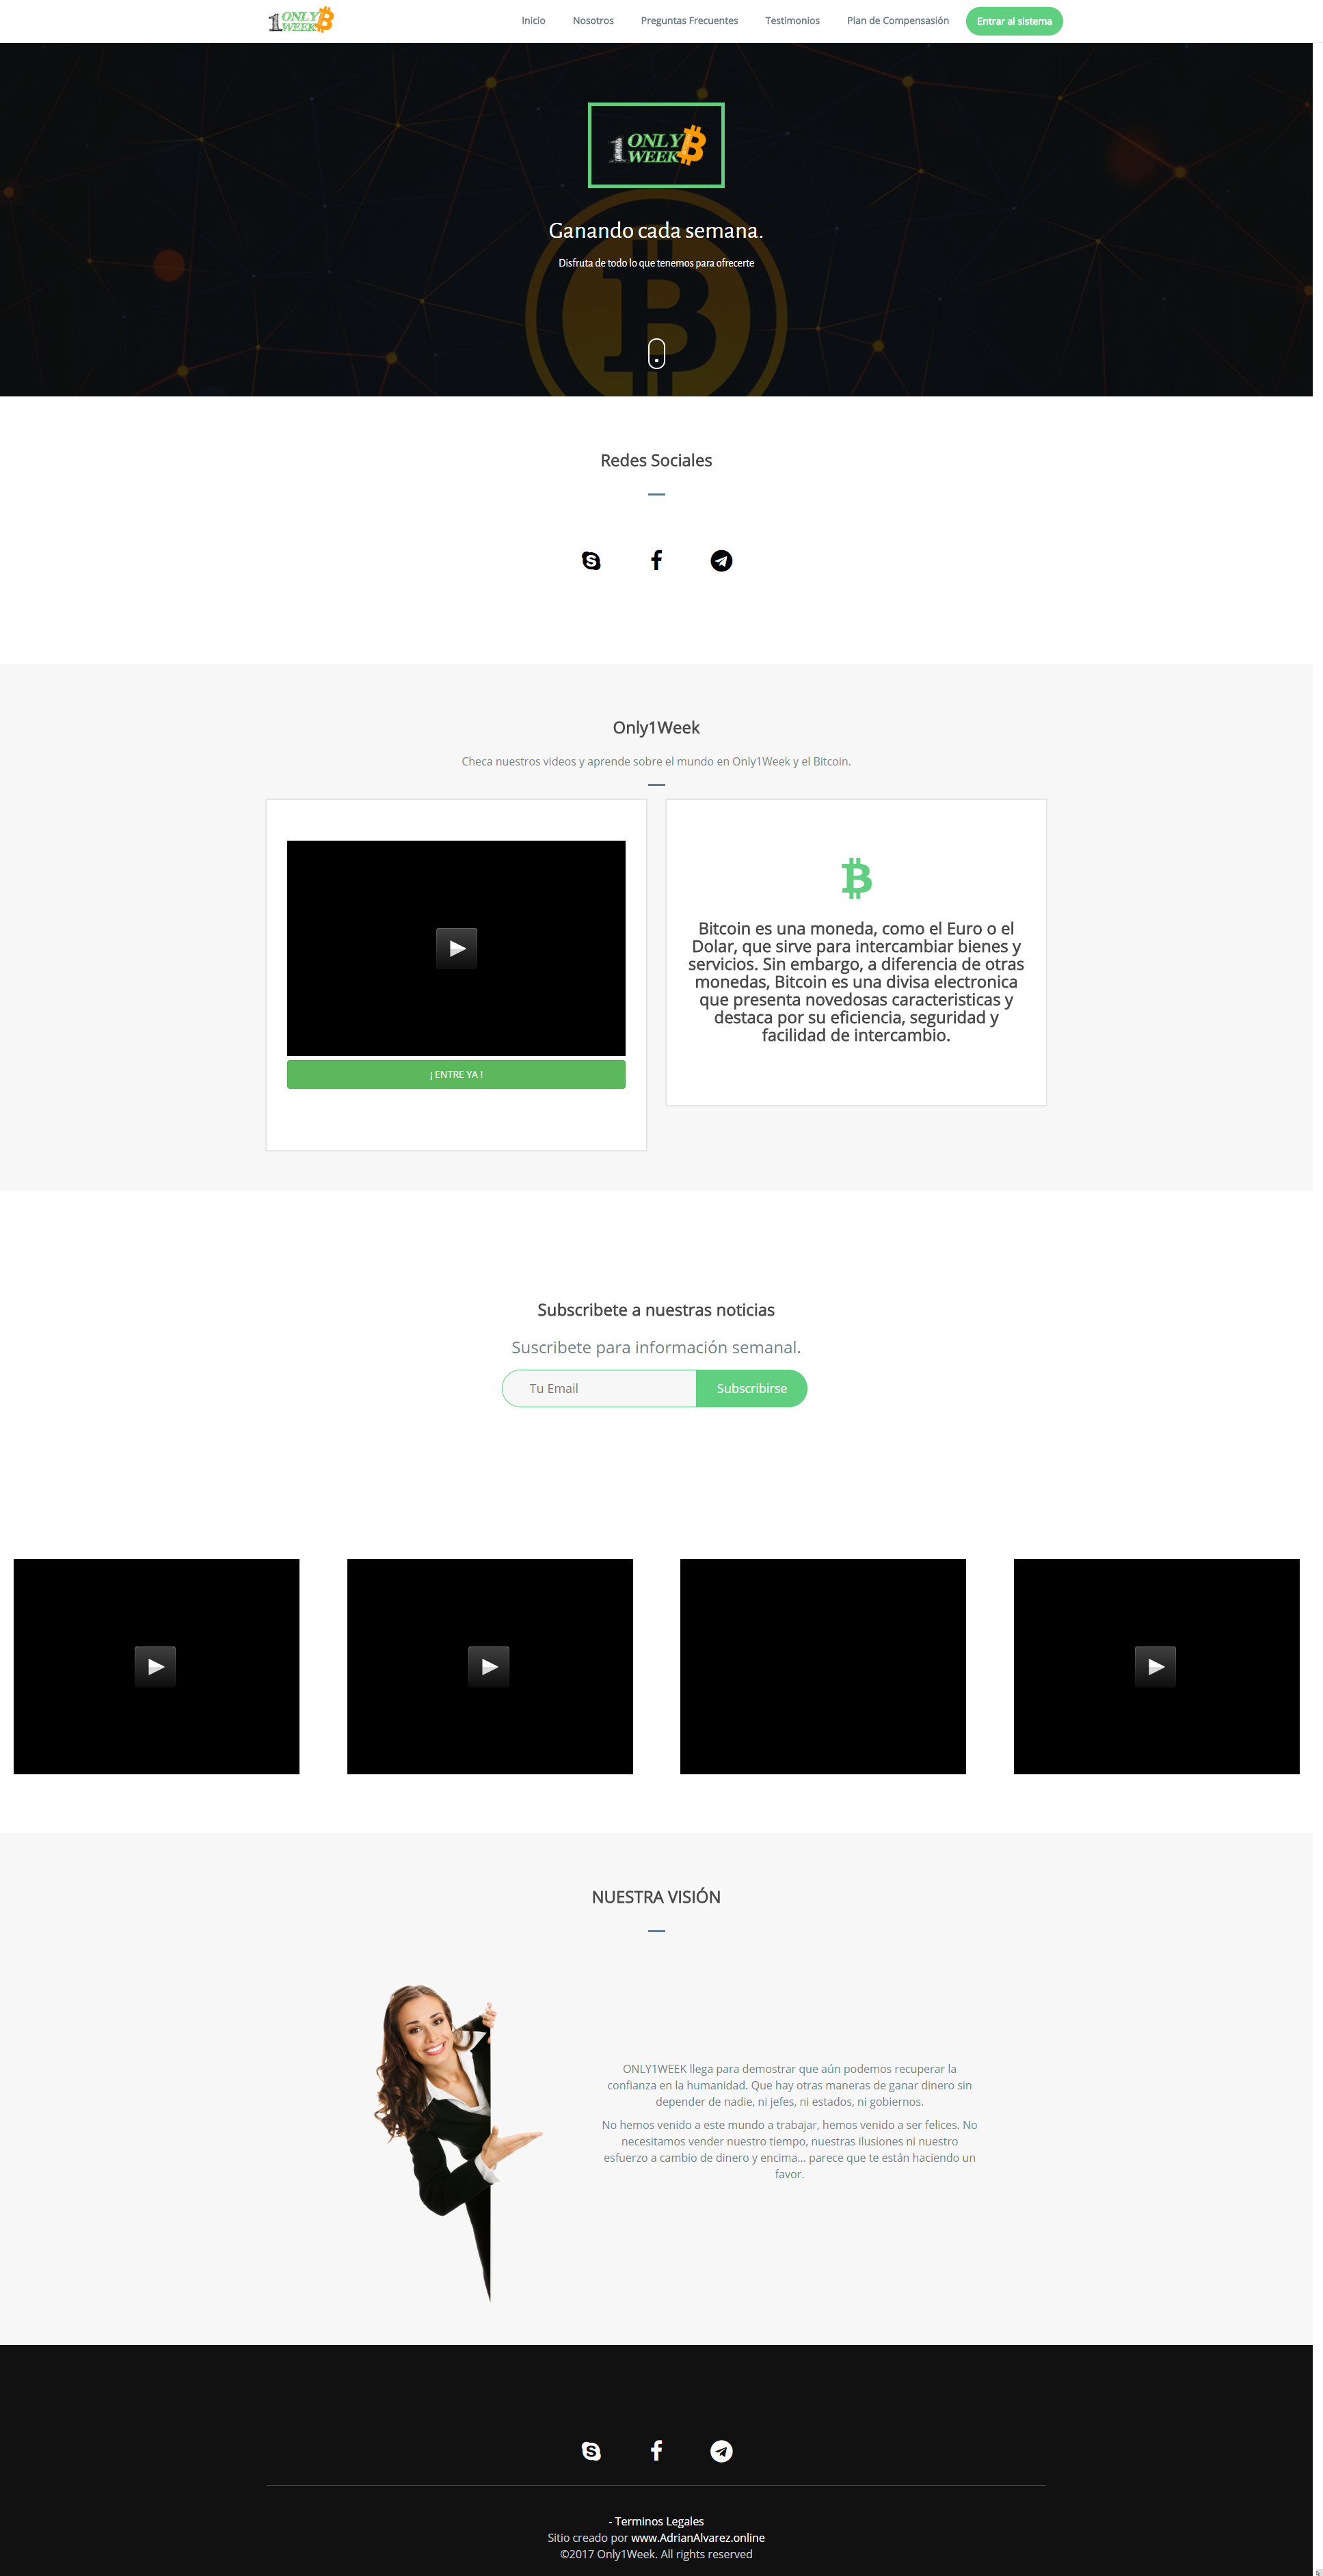 1 ONLY WEEK
Inicio
Nosotros
Preguntas Frecuentes
Testimonios
Plan de Compensasión
Entrar al sistema
1 ONLY
WEEK
Ganando cada semana.
Disfruta de todo lo que tenemos para ofrecerte
Redes Sociales
Only1Week
Checa nuestros videos y aprende sobre el mundo en Only1Week y el Bitcoin.
¡ ENTRE YA !
Bitcoin es una moneda, como el Euro o el
Dolar, que sirve para intercambiar bienes y
servicios. Sin embargo, a diferencia de otras
monedas, Bitcoin es una divisa electronica
que presenta novedosas caracteristicas y
destaca por su eficiencia, seguridad y
facilidad de intercambio.
Subscribete a nuestras noticias
Suscribete para información semanal.
Tu Email
Subscribirse
NUESTRA VISIÓN
ONLY1WEEK llega para demostrar que aún podemos recuperar la
confianza en la humanidad. Que hay otras maneras de ganar dinero sin
depender de nadie, ni jefes, ni estados, ni gobiernos.
No hemos venido a este mundo a trabajar, hemos venido a ser felices. No
necesitamos vender nuestro tiempo, nuestras ilusiones ni nuestro
esfuerzo a cambio de dinero y encima... parece que te están haciendo un
favor.
- Terminos Legales
Sitio creado por www.AdrianAlvarez.online
©2017 Only1Week. All rights reserved